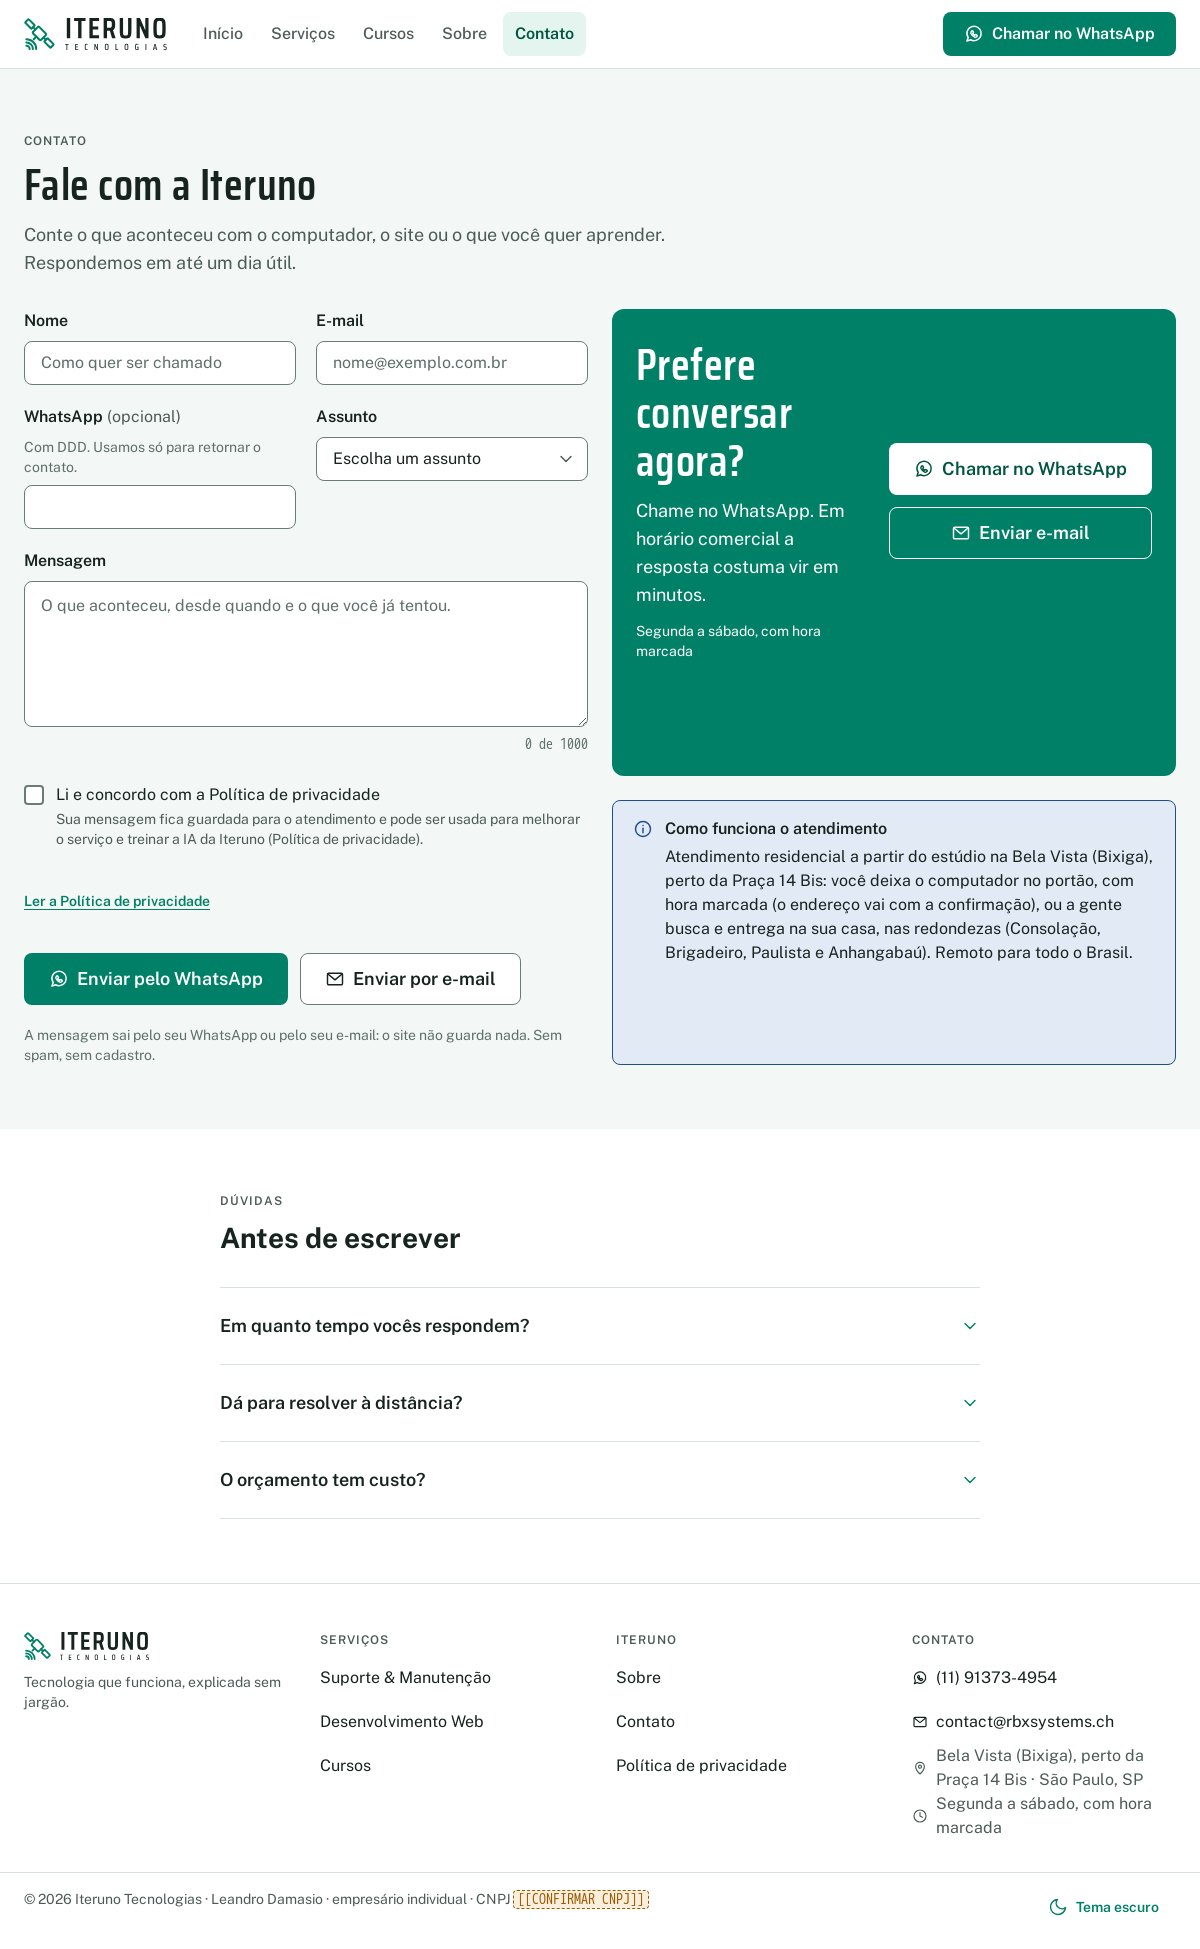 ITERUNO
TECNOLOGIAS
Início
Serviços
Cursos
Sobre
Contato
Chamar no WhatsApp
CONTATO
Fale com a Iteruno
Conte o que aconteceu com o computador, o site ou o que você quer aprender.
Respondemos em até um dia útil.
Nome
Como quer ser chamado
E-mail
nome@exemplo.com.br
WhatsApp (opcional)
Com DDD. Usamos só para retornar o
contato.
Assunto
Escolha um assunto
Mensagem
O que aconteceu, desde quando e o que você já tentou.
0 de 1000
Li e concordo com a Política de privacidade
Sua mensagem fica guardada para o atendimento e pode ser usada para melhorar
o serviço e treinar a IA da Iteruno (Política de privacidade).
Ler a Política de privacidade
Enviar pelo WhatsApp
Enviar por e-mail
A mensagem sai pelo seu WhatsApp ou pelo seu e-mail: o site não guarda nada. Sem
spam, sem cadastro.
Prefere
conversar
agora?
Chame no WhatsApp. Em
horário comercial a
resposta costuma vir em
minutos.
Segunda a sábado, com hora
marcada
Chamar no WhatsApp
Enviar e-mail
Como funciona o atendimento
Atendimento residencial a partir do estúdio na Bela Vista (Bixiga),
perto da Praça 14 Bis: você deixa o computador no portão, com
hora marcada (o endereço vai com a confirmação), ou a gente
busca e entrega na sua casa, nas redondezas (Consolação,
Brigadeiro, Paulista e Anhangabaú). Remoto para todo o Brasil.
DÚVIDAS
Antes de escrever
Em quanto tempo vocês respondem?
Dá para resolver à distância?
O orçamento tem custo?
ITERUNO
TECNOLOGIAS
Tecnologia que funciona, explicada sem
jargão.
SERVIÇOS
Suporte & Manutenção
Desenvolvimento Web
Cursos
ITERUNO
Sobre
Contato
Política de privacidade
CONTATO
(11) 91373-4954
contact@rbxsystems.ch
Bela Vista (Bixiga), perto da
Praça 14 Bis · São Paulo, SP
Segunda a sábado, com hora
marcada
© 2026 Iteruno Tecnologias · Leandro Damasio · empresário individual · CNPJ [[CONFIRMAR CNPJ]]
Tema escuro